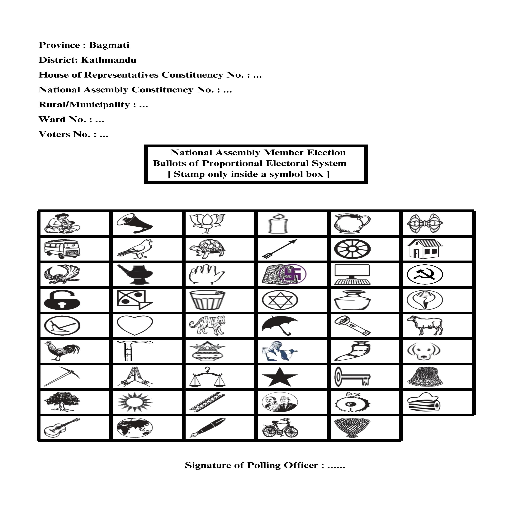 Province : Bagmati
District: Kathmandu
House of Representatives Constituency No. : ...
National Assembly Constituency No. : ...
Rural/Municipality : ...
Ward No. : ...
Voters No. : ...
National Assembly Member Election
Ballots of Proportional Electoral System
[ Stamp only inside a symbol box ]
Signature of Polling Officer : ......